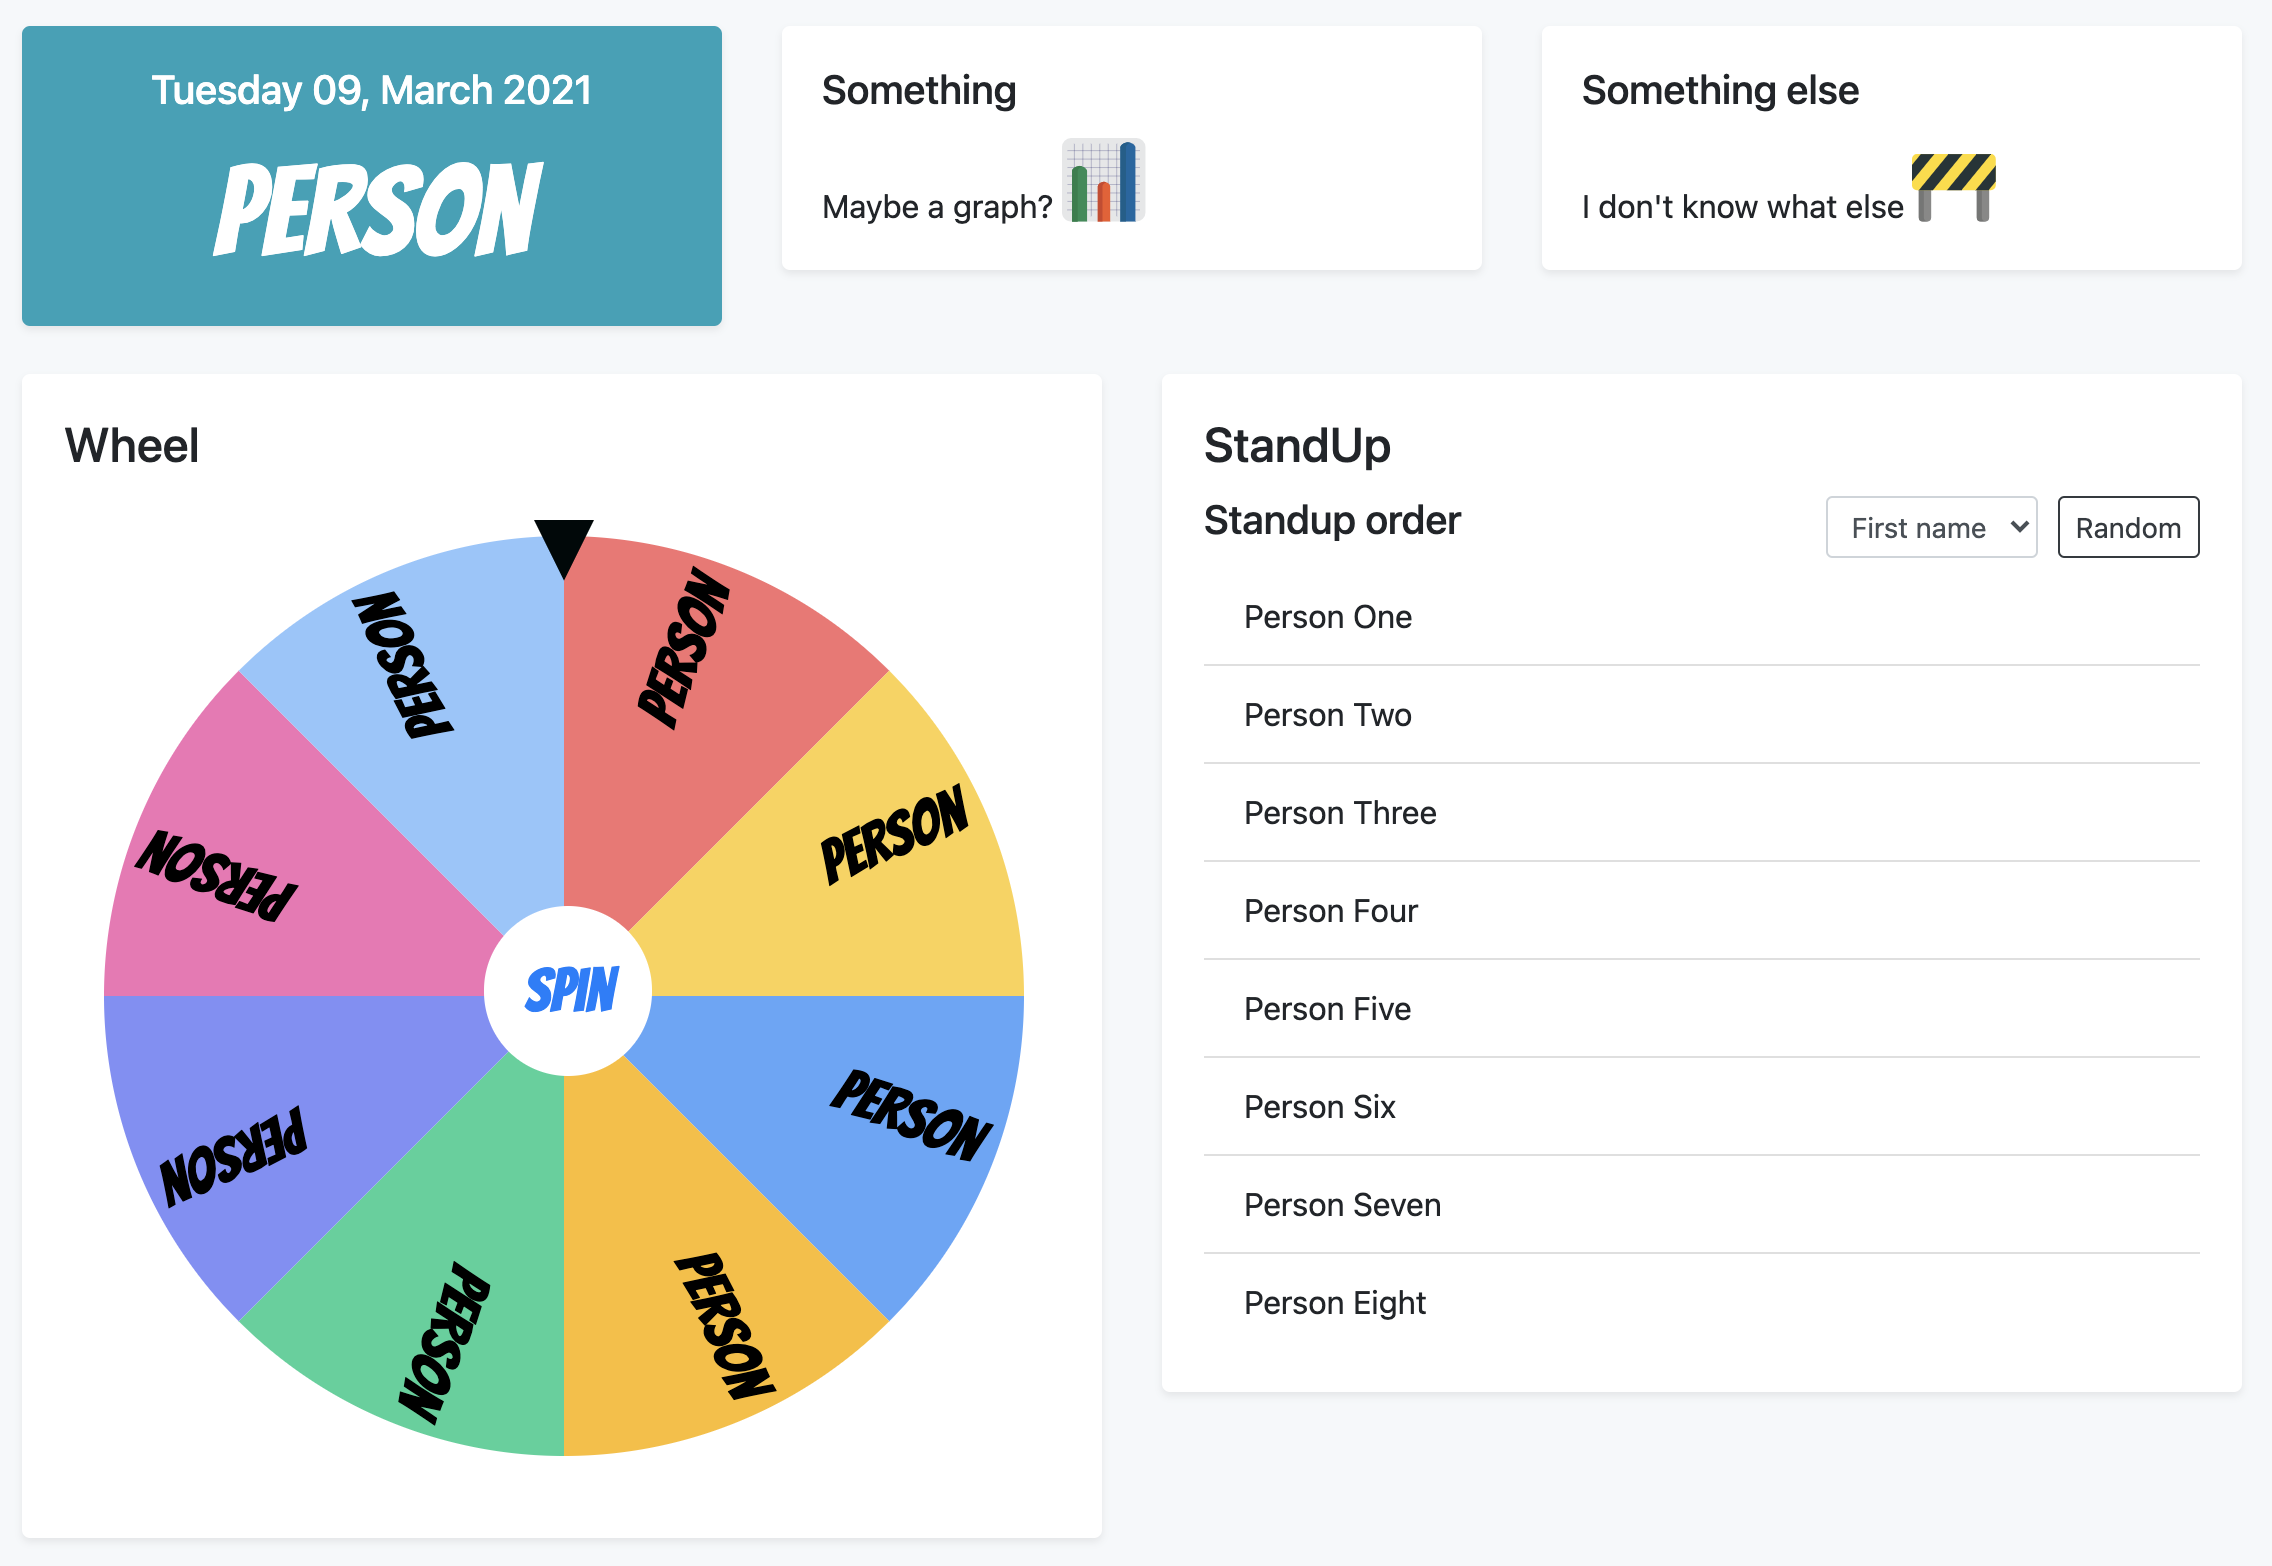 Tuesday 09, March 2021
PERSON
Something
Maybe a graph?
Something else
I don't know what else
Wheel
PERSON
PERSON
PERSON
PERSON
PERSON
PERSON
PERSON
PERSON
SPIN
StandUp
Standup order
First name
Random
Person One
Person Two
Person Three
Person Four
Person Five
Person Six
Person Seven
Person Eight